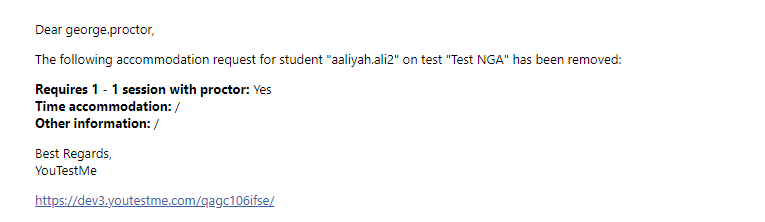 Dear george.proctor,
The following accommodation request for student "aaliyah.ali2" on test "Test NGA" has been removed:
Requires 1 - 1 session with proctor: Yes
Time accommodation: /
Other information: /
Best Regards,
YouTestMe
https://dev3.youtestme.com/qagc106ifse/